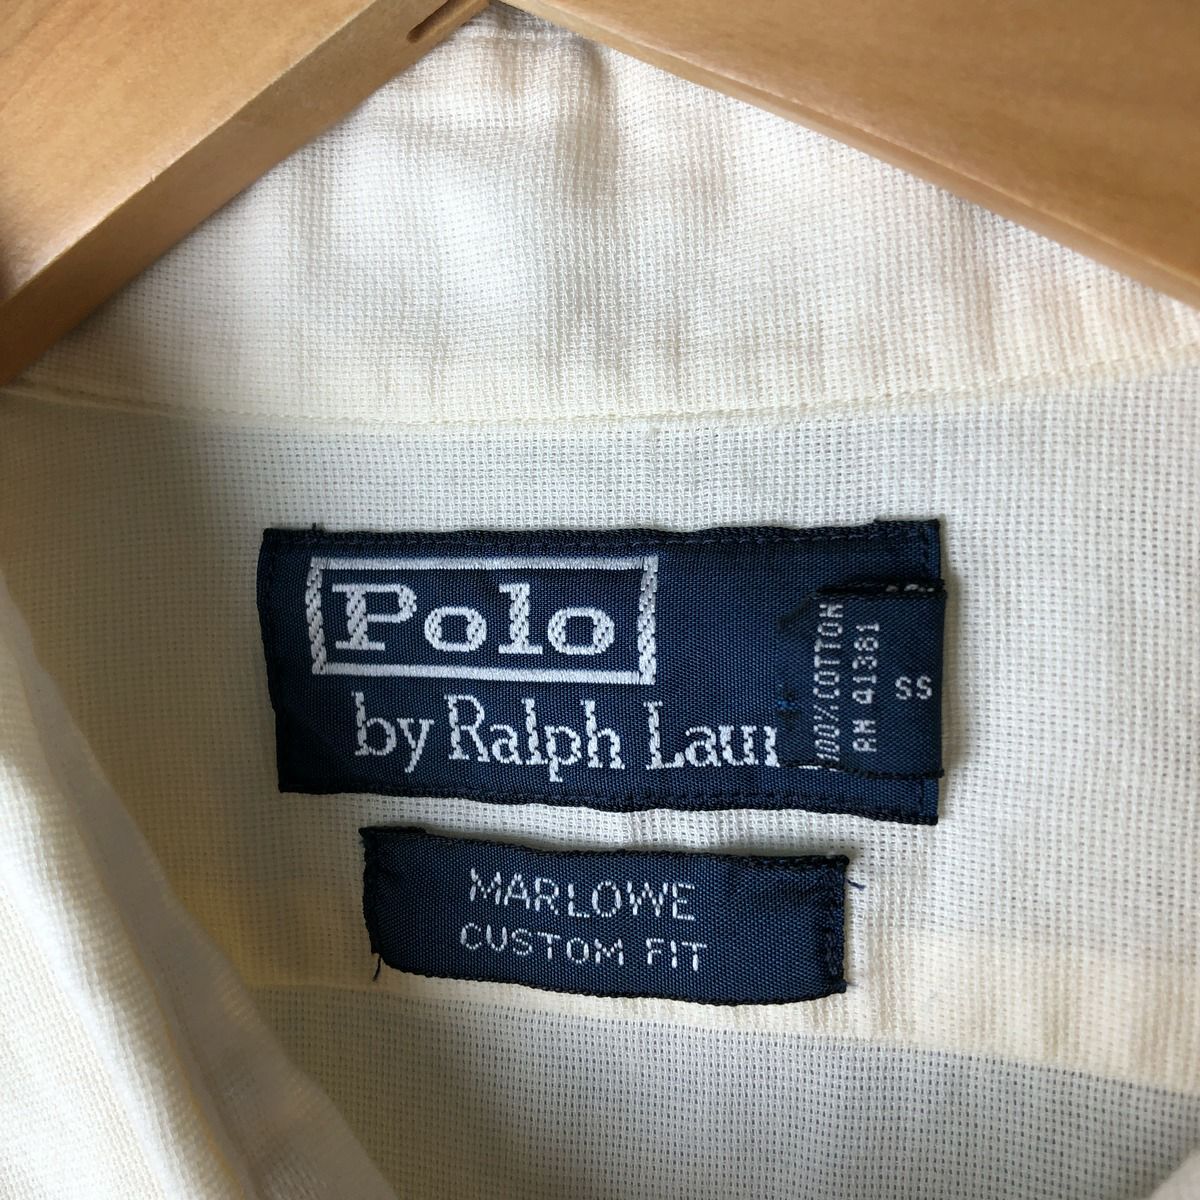 Polo
by Ralph Lau
100% COTTON
RN 41381
SS
MARLOWE
CUSTOM FIT